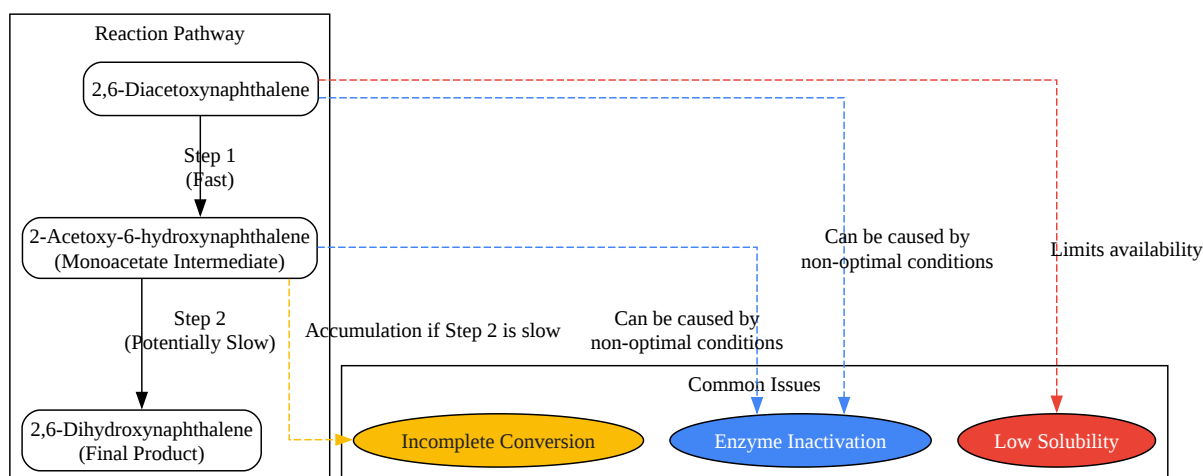 Reaction Pathway
2,6-Diacetoxynaphthalene
Step 1
(Fast)
2-Acetoxy-6-hydroxynaphthalene
(Monoacetate Intermediate)
Can be caused by
non-optimal conditions
Limits availability
Step 2
(Potentially Slow)
Accumulation if Step 2 is slow
Can be caused by
non-optimal conditions
Common Issues
2,6-Dihydroxynaphthalene
(Final Product)
Incomplete Conversion
Enzyme Inactivation
Low Solubility